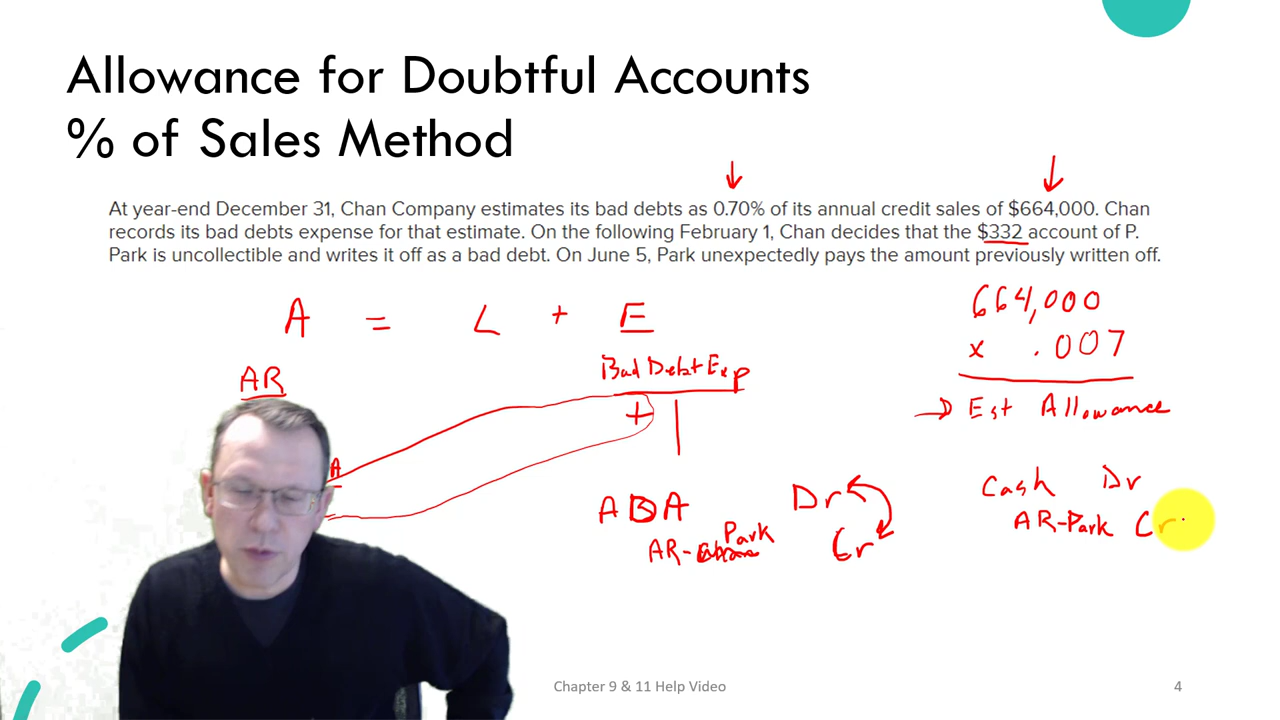 Allowance for Doubtful Accounts
% of Sales Method
At year-end December 31, Chan Company estimates its bad debts as 0.70% of its annual credit sales of $664,000. Chan
records its bad debts expense for that estimate. On the following February 1, Chan decides that the $332 account of P.
Park is uncollectible and writes it off as a bad debt. On June 5, Park unexpectedly pays the amount previously written off.
A = L + E
664,000
x .007
Est Allowance
Bad Debt Exp
+
AR
A
ADA Dr
Park
AR- Cr
Cash Dr
AR-Park Cr
Chapter 9 & 11 Help Video
4